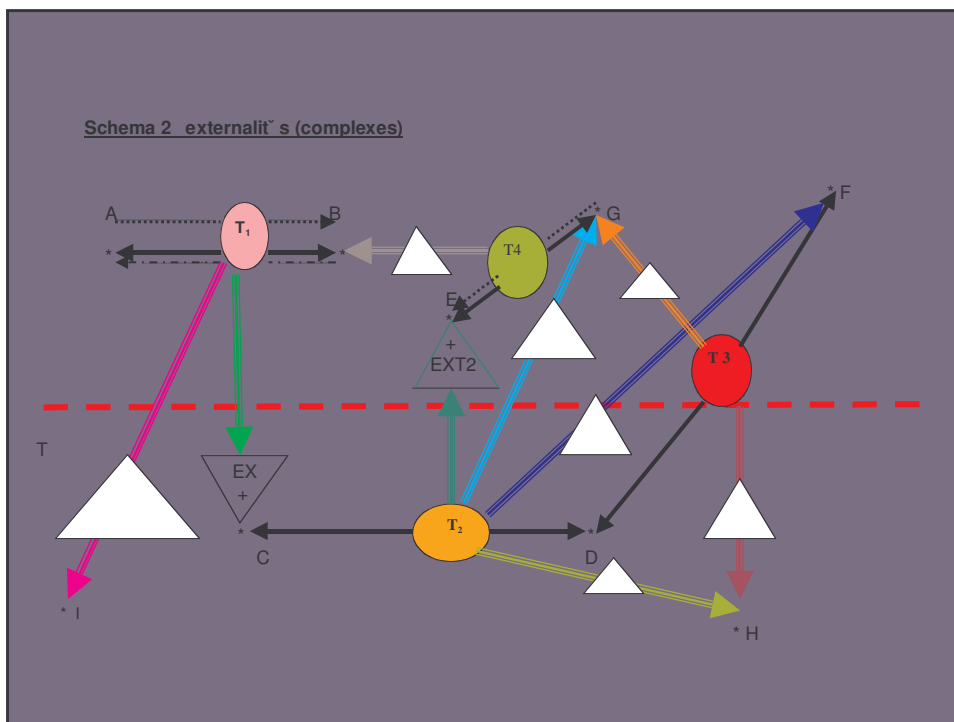 Schema 2 externalitˇ s (complexes)
* F
A
B
* G
T1
T4
*
*
E
*
+
EXT2
T 3
T
EX
+
*
C
T2
*
D
* I
* H